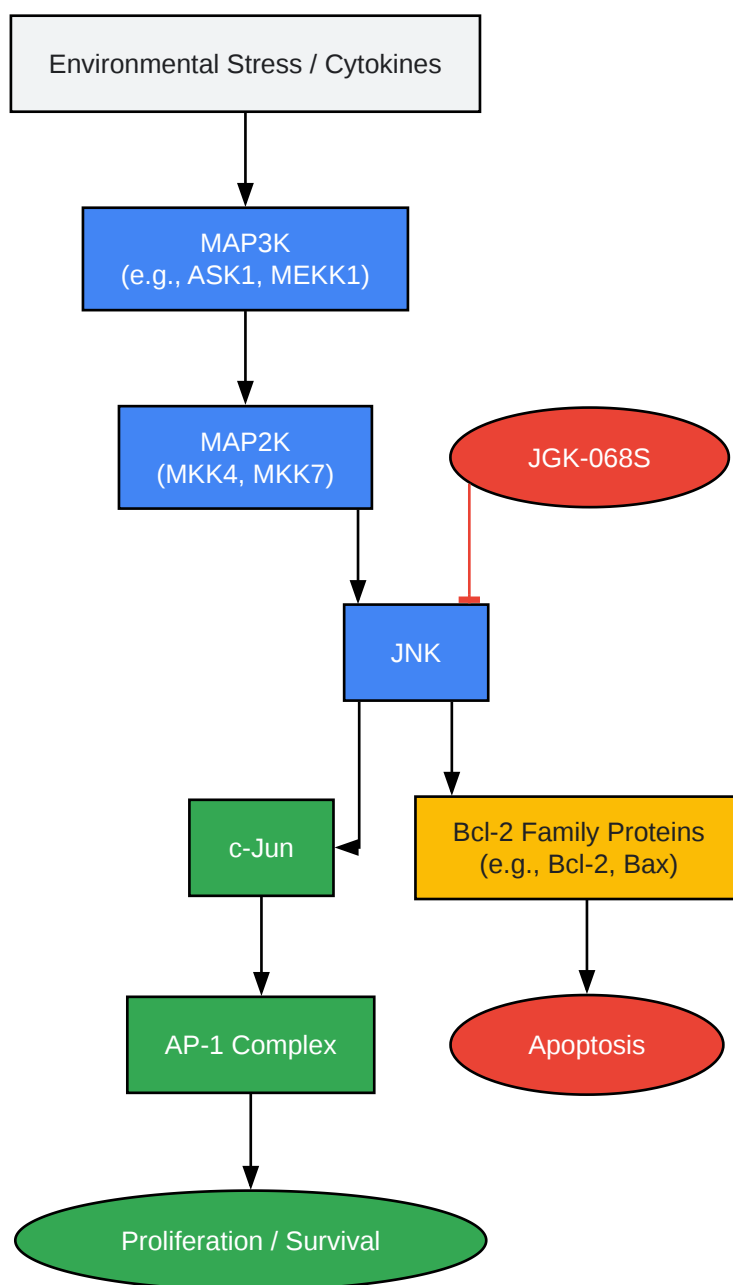 Environmental Stress / Cytokines
MAP3K
(e.g., ASK1, MEKK1)
MAP2K
(MKK4, MKK7)
JGK-068S
JNK
c-Jun
Bcl-2 Family Proteins
(e.g., Bcl-2, Bax)
AP-1 Complex
Apoptosis
Proliferation / Survival